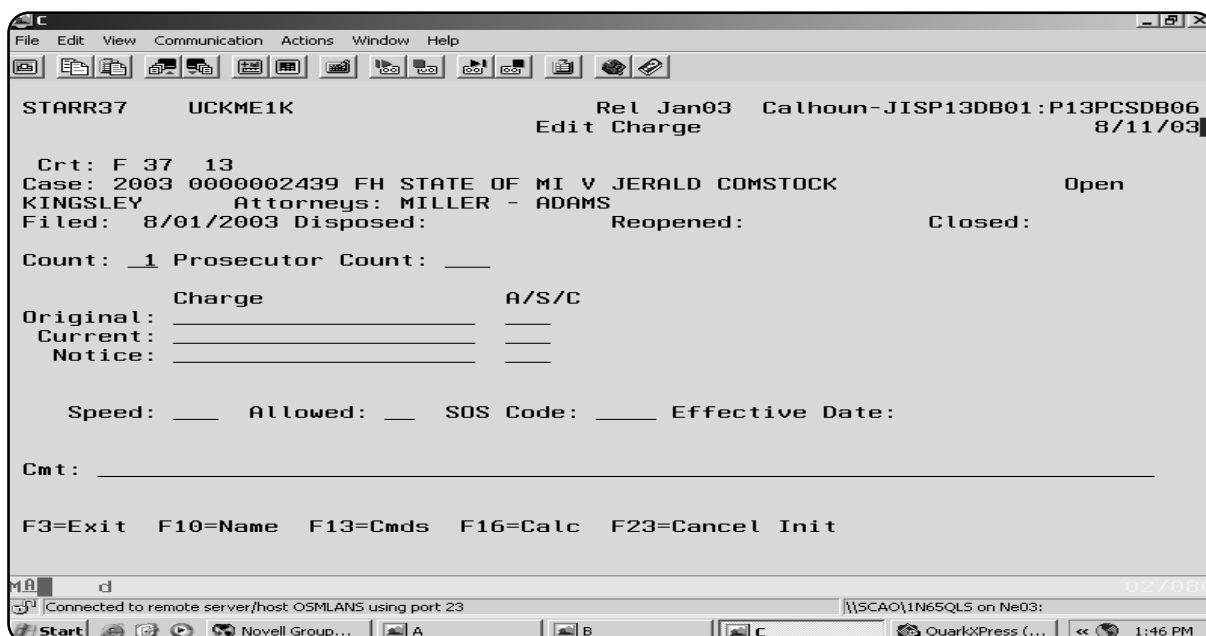 C
File Edit View Communication Actions Window Help
STARR37 UCKME1K Rel Jan03 Calhoun-JISP13DB01:P13PCSDB06
Edit Charge 8/11/03
Crt: F 37 13
Case: 2003 0000002439 FH STATE OF MI V JERALD COMSTOCK Open
KINGSLEY Attorneys: MILLER - ADAMS
Filed: 8/01/2003 Disposed: Reopened: Closed:
Count: 1 Prosecutor Count: ___
Charge A/S/C
Original:
Current:
Notice:
Speed: ___ Allowed: __ SOS Code: ____ Effective Date:
Cmt:
F3=Exit F10=Name F13=Cmds F16=Calc F23=Cancel Init
MA d
Connected to remote server/host OSMLANS using port 23 \\SCAO\1N65QLS on Ne03:
Start Novell Group... A B C QuarkXPress (... « 1:46 PM